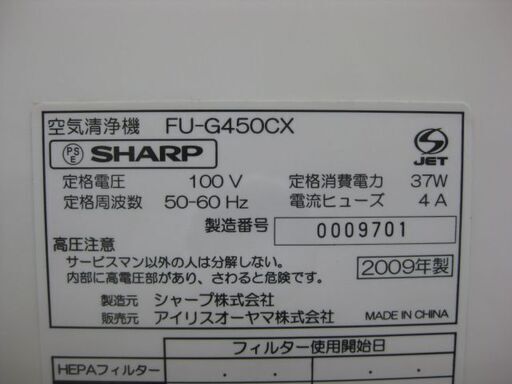 空気清浄機 FU-G450CX
PSE SHARP
JET
定格電圧 100 V 定格消費電力 37W
定格周波数 50-60 Hz 電流ヒューズ 4 A
製造番号 0009701
高圧注意
サービスマン以外の人は分解しない。
内部に高電圧部があり、さわると危険です。
2009年製
製造元 シャープ株式会社
販売元 アイリスオーヤマ株式会社 MADE IN CHINA
フィルター使用開始日
HEPAフィルター . .  . .